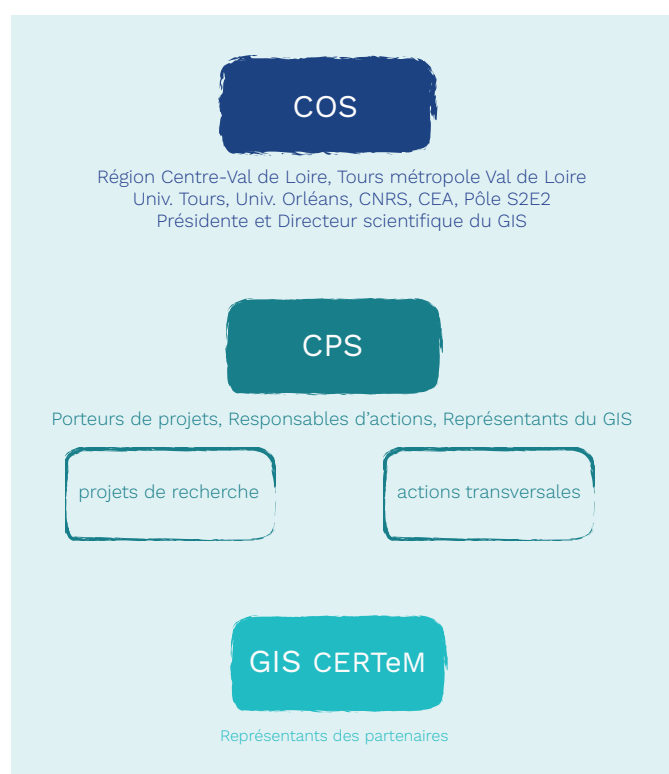 COS
Région Centre-Val de Loire, Tours métropole Val de Loire
Univ. Tours, Univ. Orléans, CNRS, CEA, Pôle S2E2
Présidente et Directeur scientifique du GIS
CPS
Porteurs de projets, Responsables d'actions, Représentants du GIS
projets de recherche
actions transversales
GIS CERTeM
Représentants des partenaires